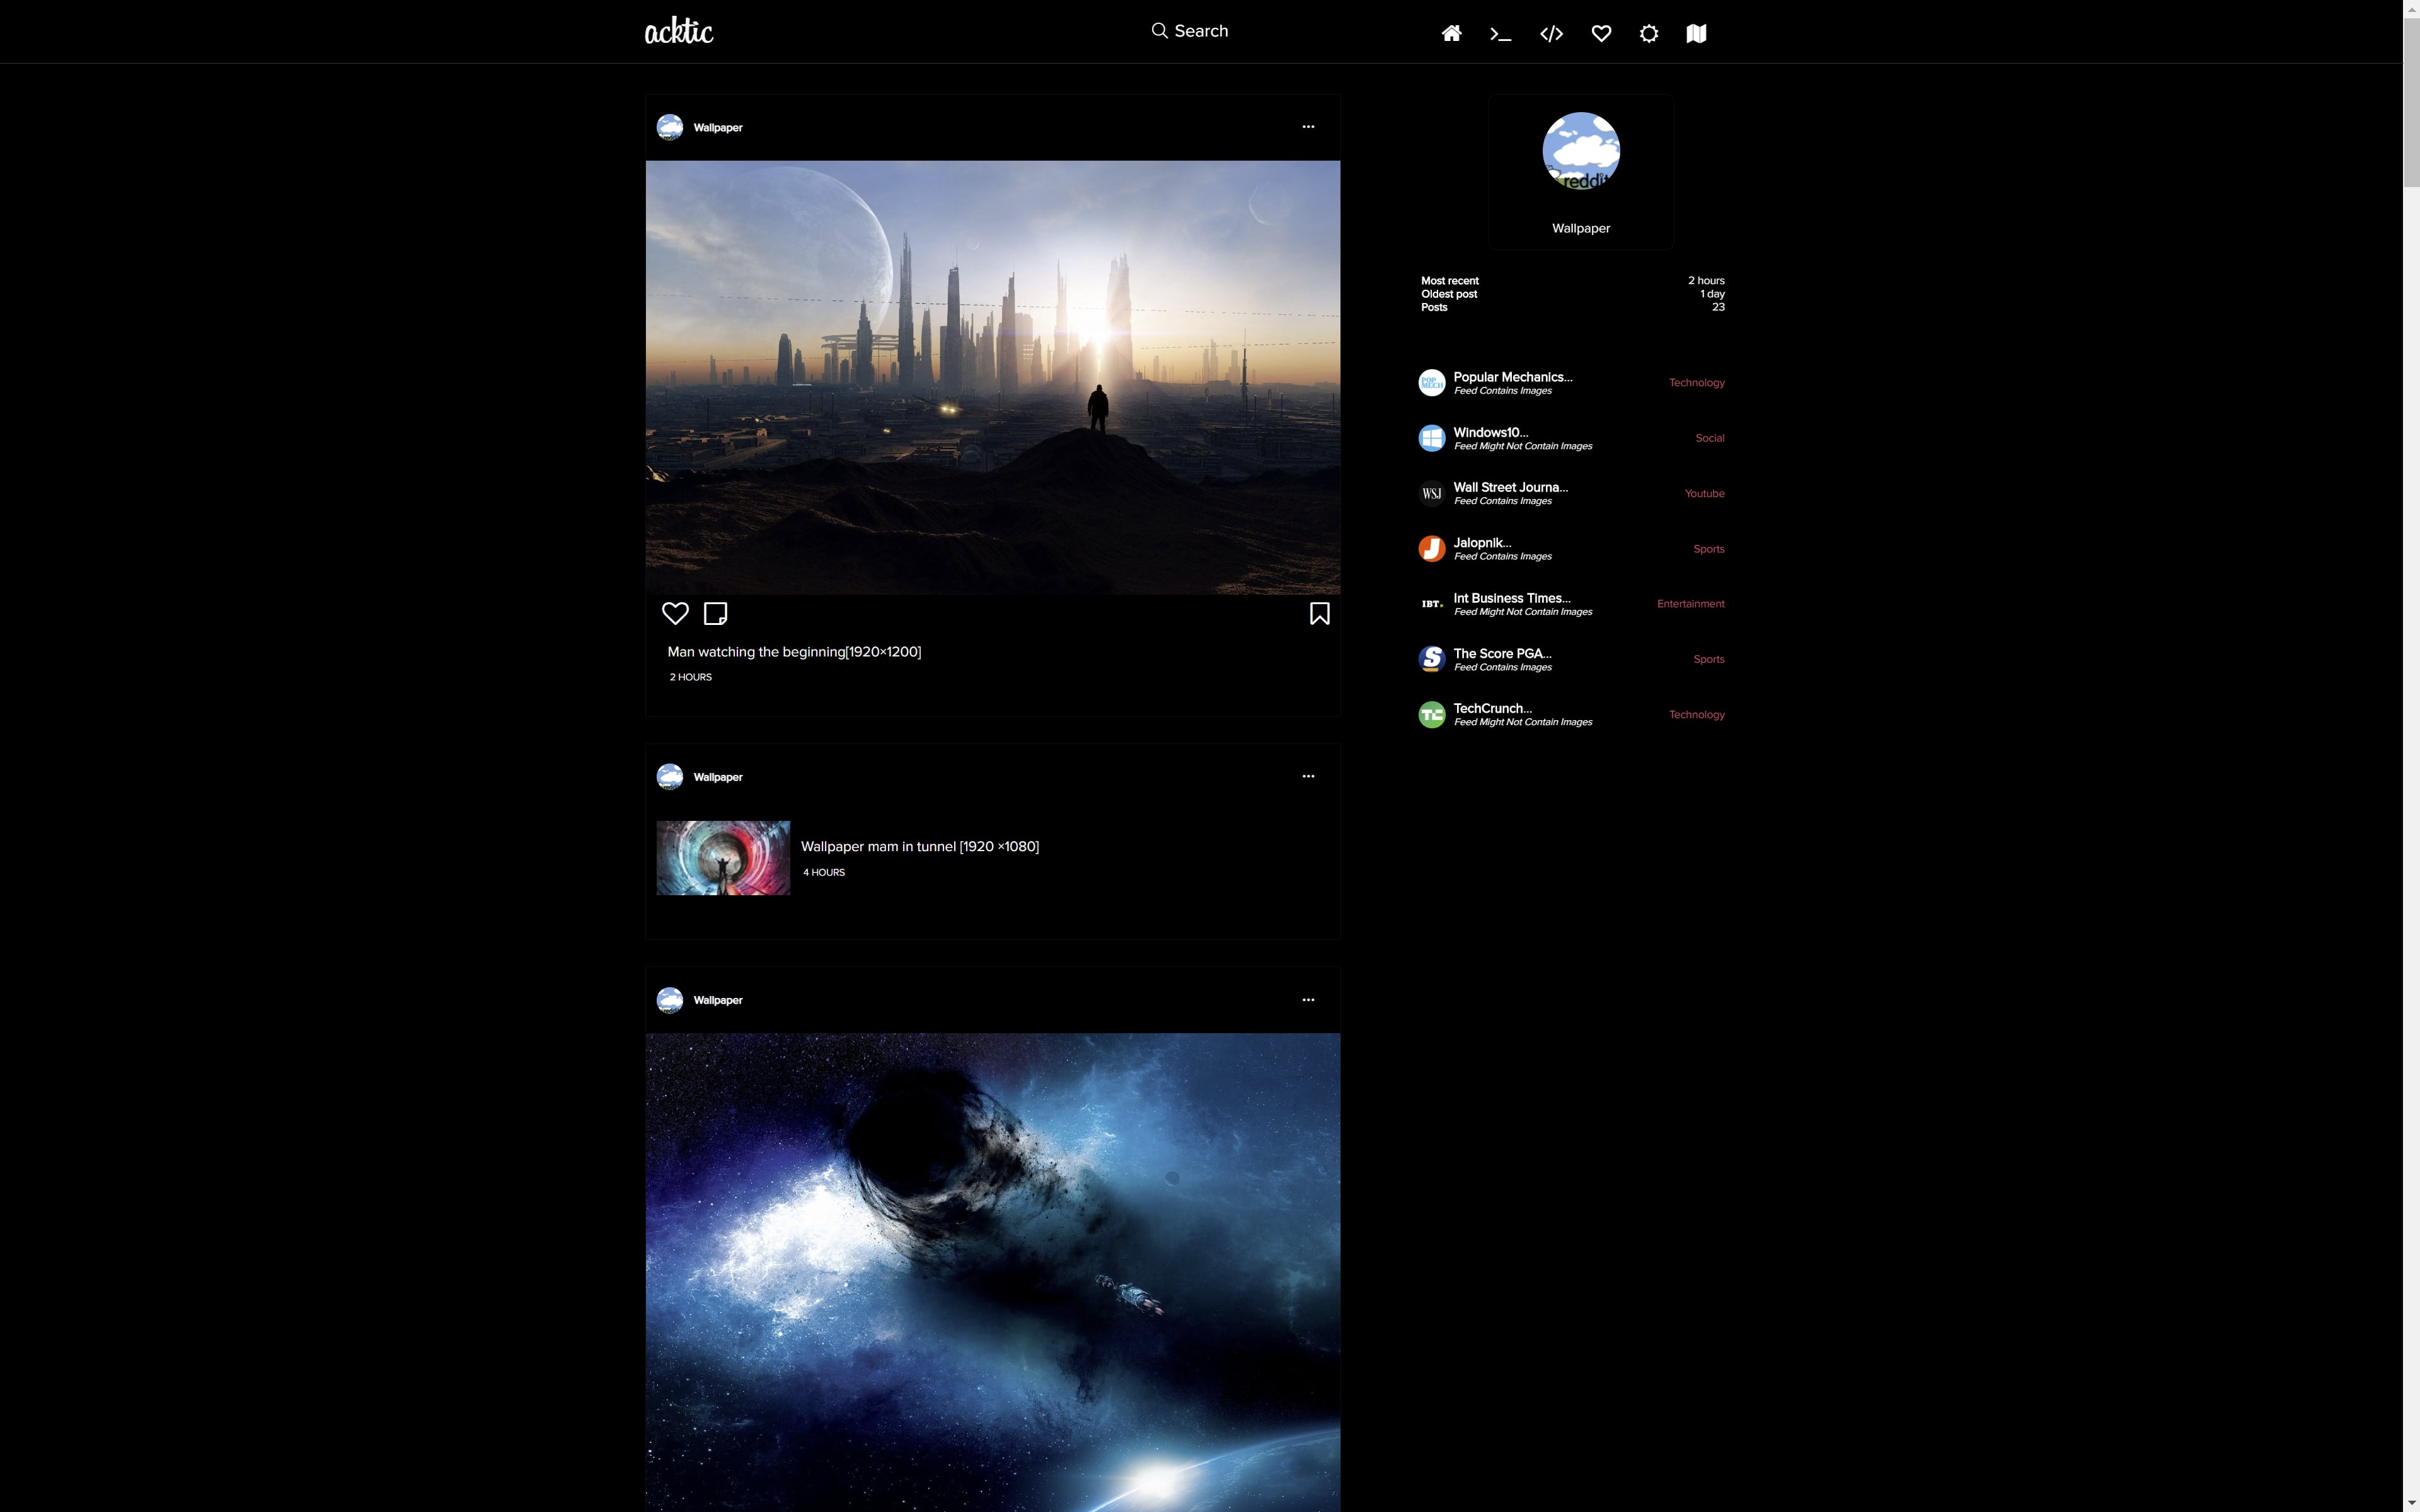 acktic
Search
Wallpaper
Man watching the beginning[1920×1200]
2 HOURS
Wallpaper
Wallpaper mam in tunnel [1920 ×1080]
4 HOURS
Wallpaper
reddit
Wallpaper
Most recent 2 hours
Oldest post 1 day
Posts 23
POP MECH Popular Mechanics... Technology
Feed Contains Images
Windows10... Social
Feed Might Not Contain Images
WSJ Wall Street Journa... Youtube
Feed Contains Images
J Jalopnik... Sports
Feed Contains Images
IBT. Int Business Times... Entertainment
Feed Might Not Contain Images
S The Score PGA... Sports
Feed Contains Images
TC TechCrunch... Technology
Feed Might Not Contain Images